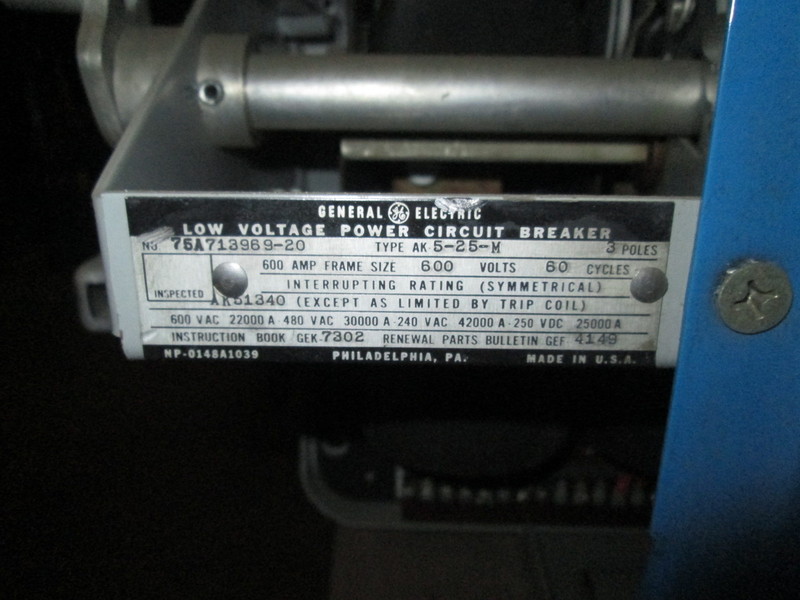 GENERAL GE ELECTRIC
LOW VOLTAGE POWER CIRCUIT BREAKER
NO. 75A713969-20 TYPE AK 5-25-M 3 POLES
600 AMP FRAME SIZE 600 VOLTS 60 CYCLES
INTERRUPTING RATING (SYMMETRICAL)
INSPECTED (EXCEPT AS LIMITED BY TRIP COIL)
600 VAC 22000 A-480 VAC 30000 A-240 VAC 42000 A-250 VDC 25000 A
INSTRUCTION BOOK GEK-7302 RENEWAL PARTS BULLETIN GEF- 4149
NP-0148A1039 PHILADELPHIA, PA. MADE IN U.S.A.